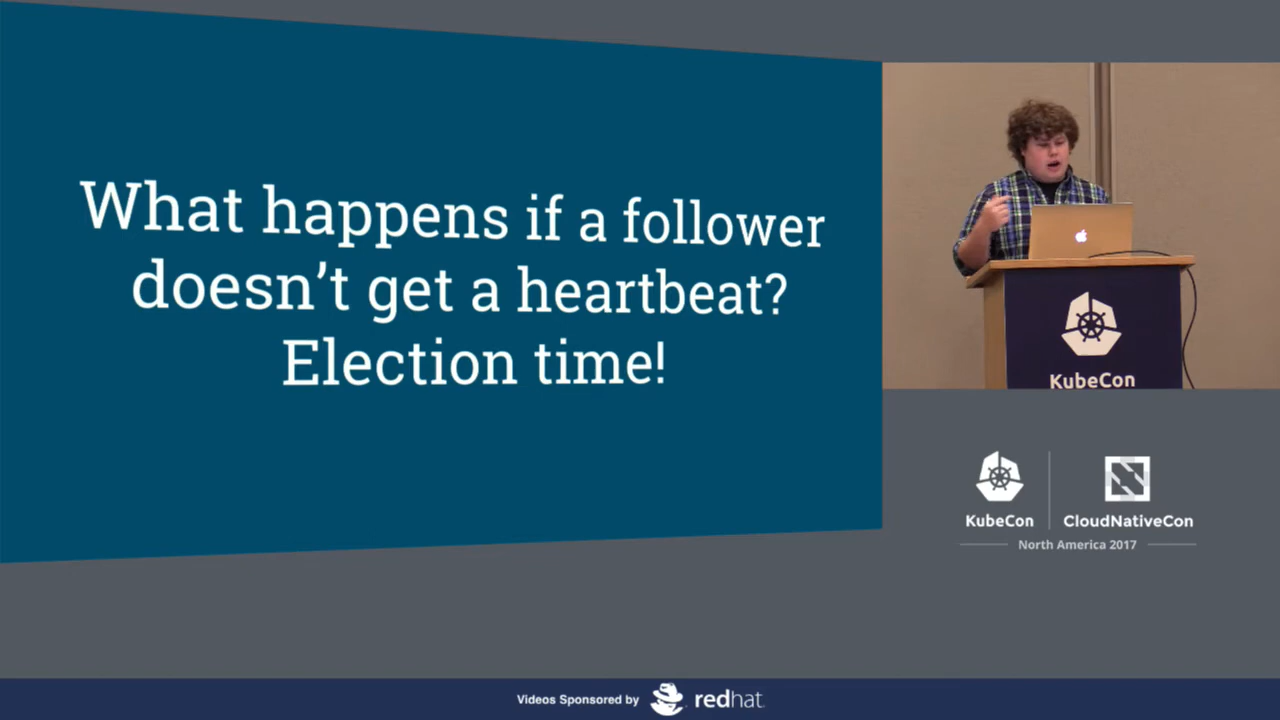 What happens if a follower
doesn’t get a heartbeat?
Election time!
KubeCon
KubeCon
CloudNativeCon
North America 2017
Videos Sponsored by
redhat.